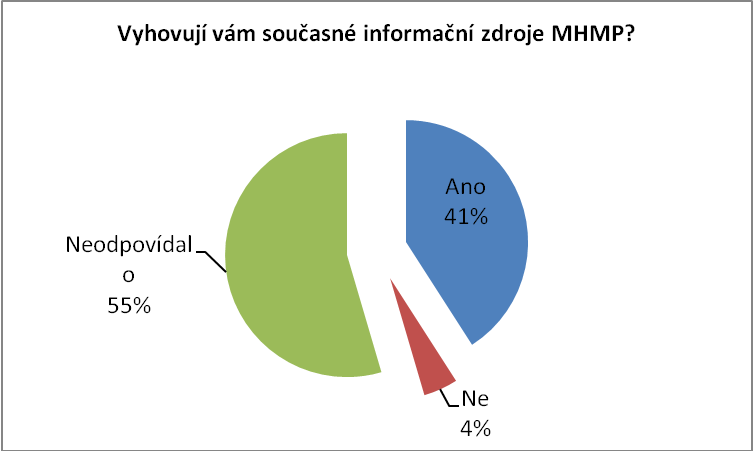 Vyhovují vám současné informační zdroje MHMP?
Ano
41%
Neodpovídal
o
55%
Ne
4%